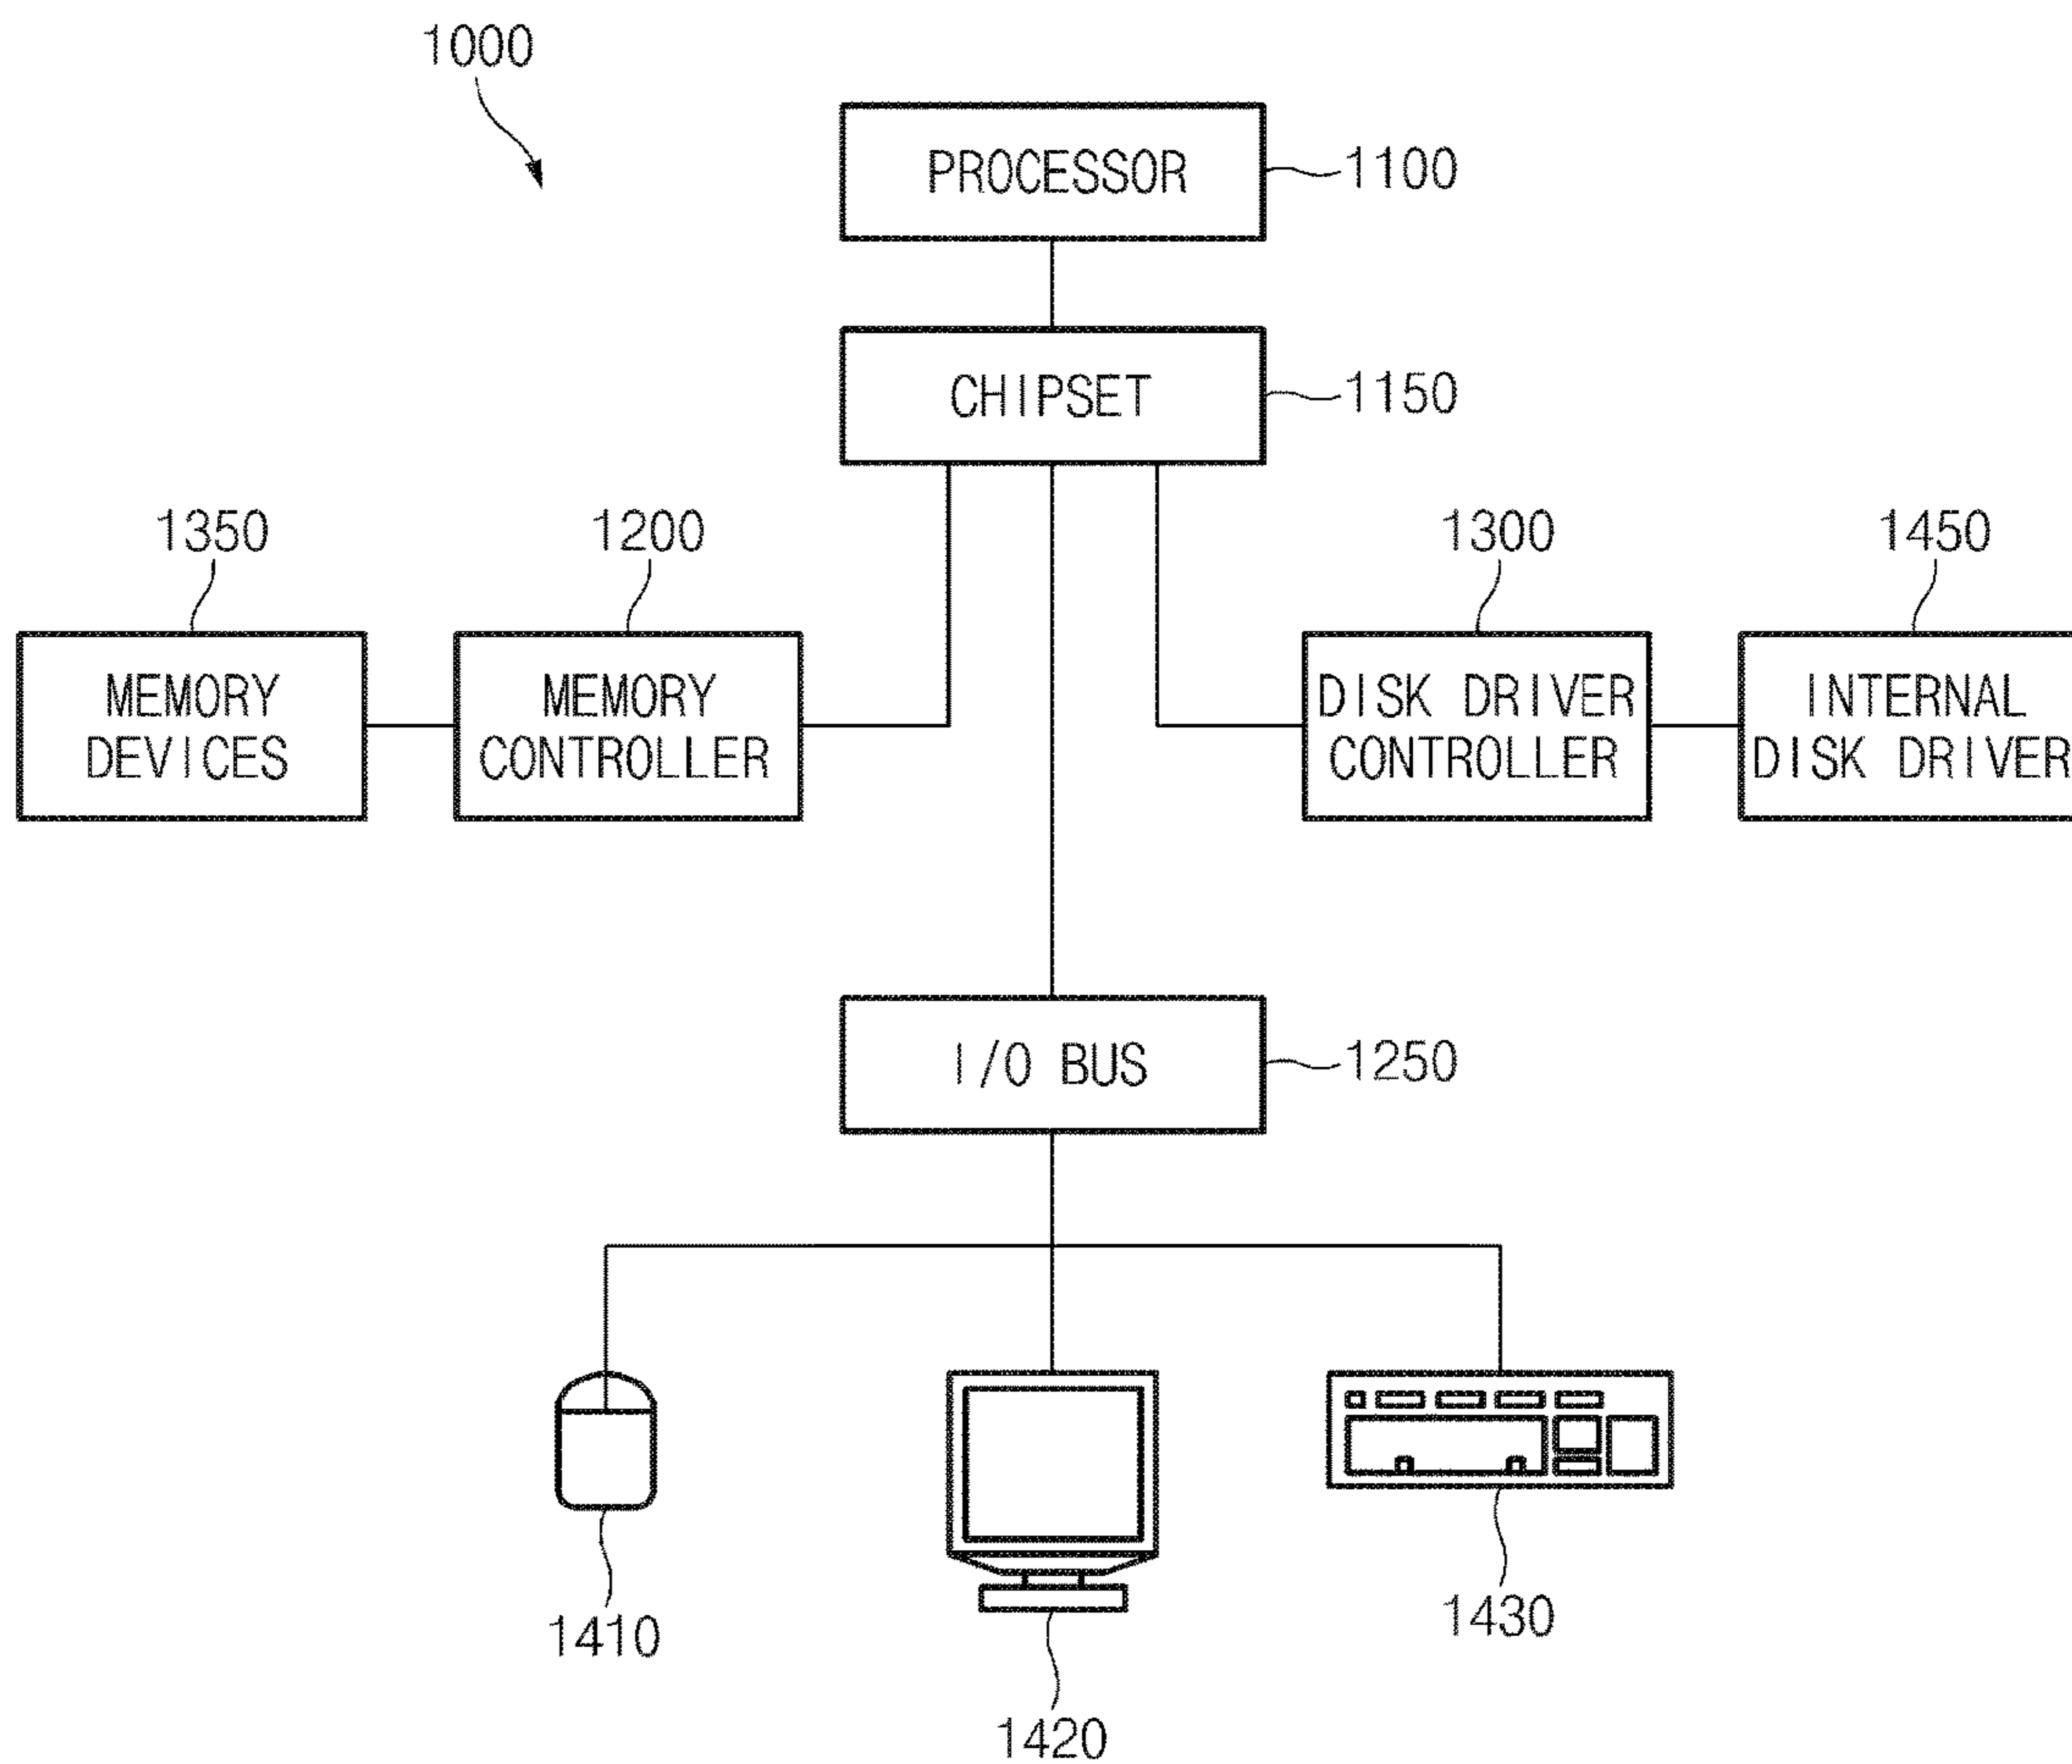 1000
PROCESSOR
1100
CHIPSET
1150
1350
1200
1300
1450
MEMORY
DEVICES
MEMORY
CONTROLLER
DISK DRIVER
CONTROLLER
INTERNAL
DISK DRIVER
I/O BUS
1250
1410
1420
1430